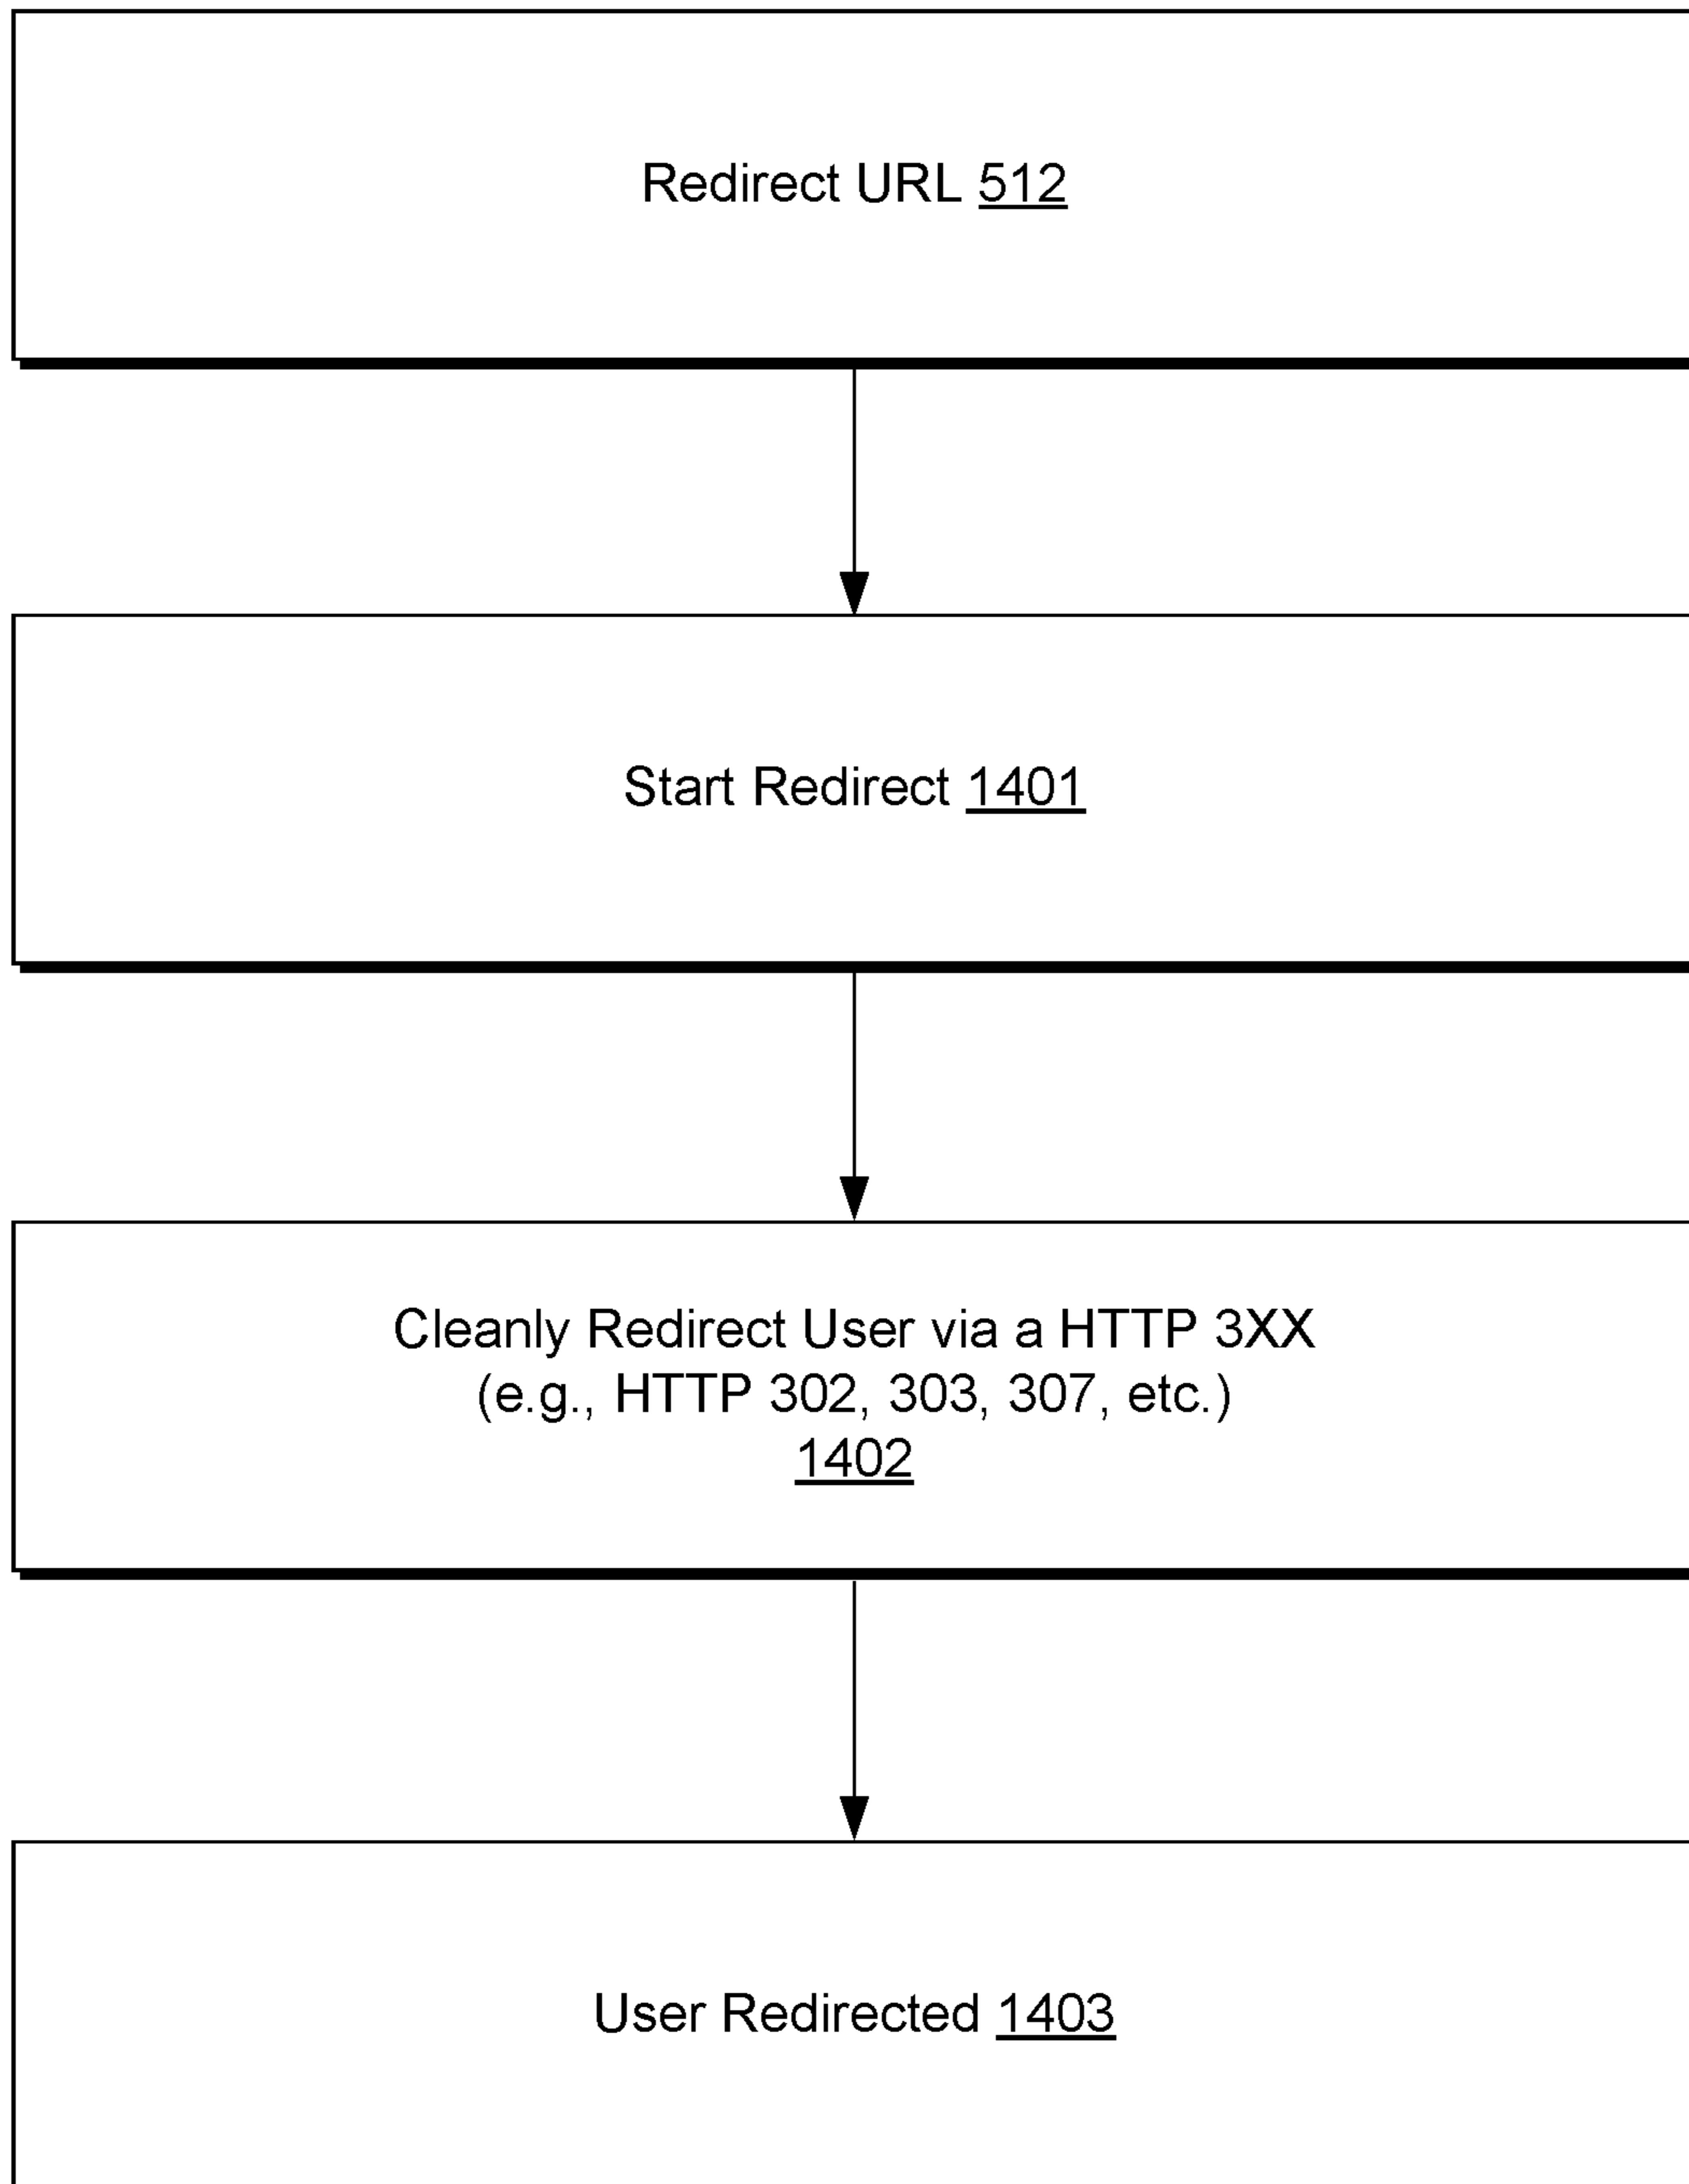 Redirect URL 512
Start Redirect 1401
Cleanly Redirect User via a HTTP 3XX
(e.g., HTTP 302, 303, 307, etc.)
1402
User Redirected 1403